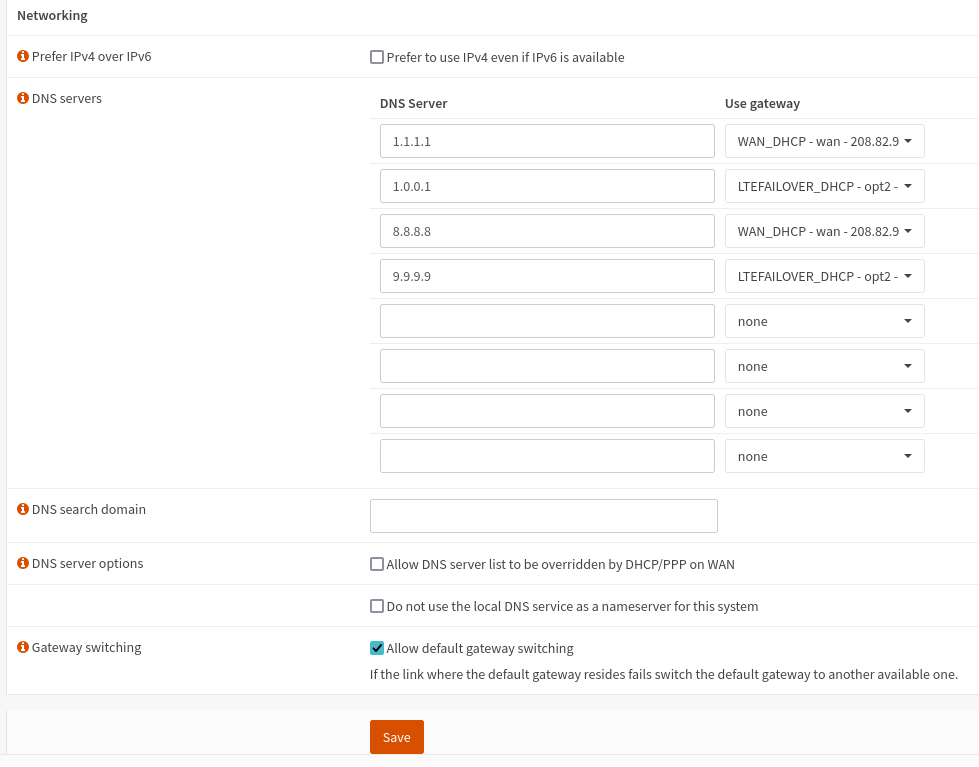 Networking
Prefer IPv4 over IPv6
Prefer to use IPv4 even if IPv6 is available
DNS servers
DNS Server Use gateway
1.1.1.1 WAN_DHCP - wan - 208.82.9
1.0.0.1 LTEFAILOVER_DHCP - opt2 -
8.8.8.8 WAN_DHCP - wan - 208.82.9
9.9.9.9 LTEFAILOVER_DHCP - opt2 -
none
none
none
none
DNS search domain
DNS server options
Allow DNS server list to be overridden by DHCP/PPP on WAN
Do not use the local DNS service as a nameserver for this system
Gateway switching
Allow default gateway switching
If the link where the default gateway resides fails switch the default gateway to another available one.
Save